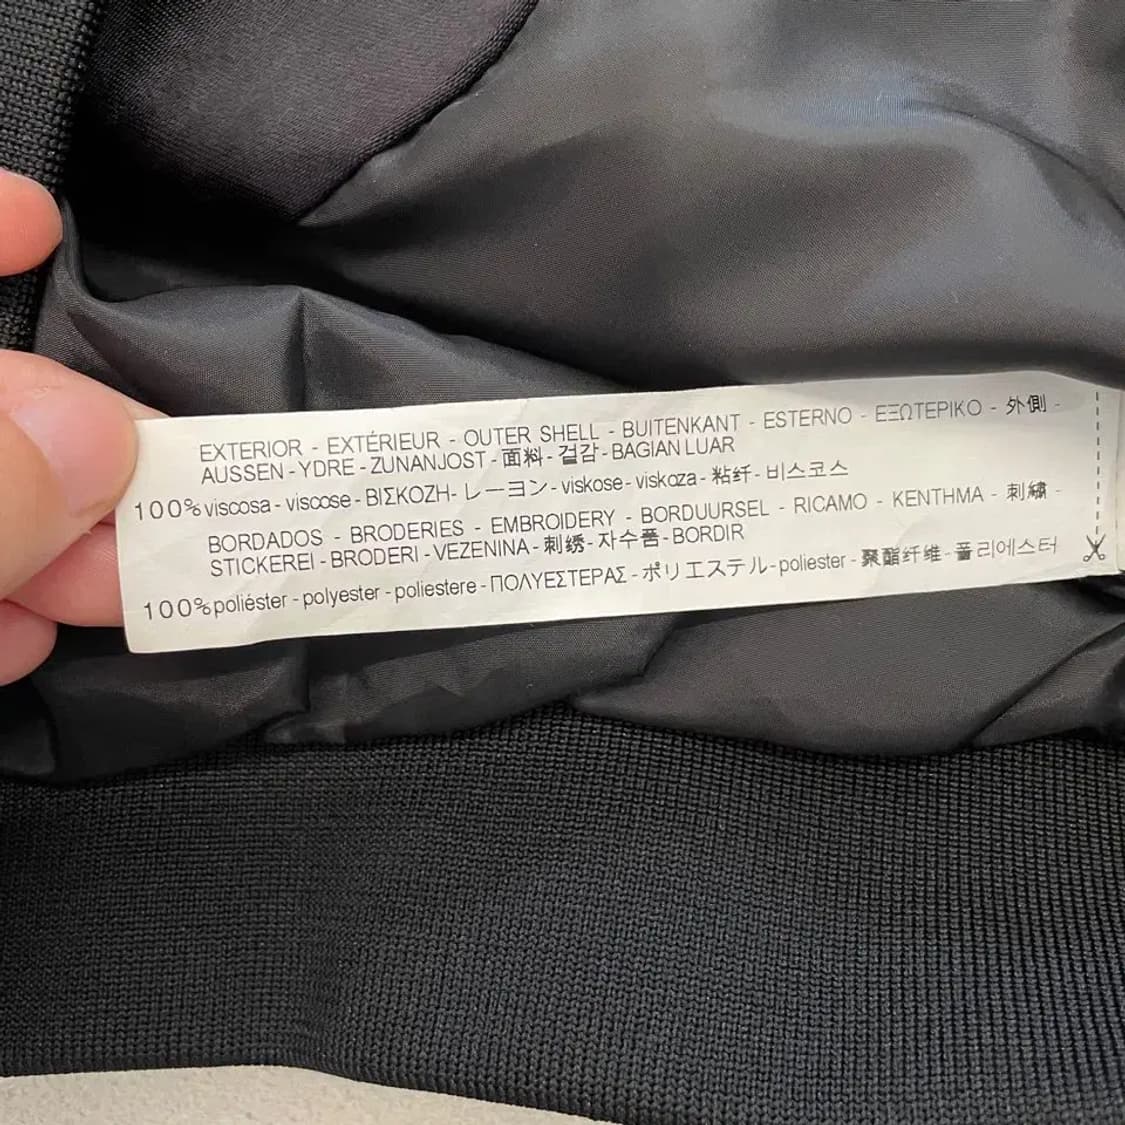 EXTERIOR - EXTÉRIEUR - OUTER SHELL - BUITENKANT - ESTERNO - ΕΞΩΤΕΡΙΚΟ - 外側 -
AUSSEN - YDRE - ZUNANJOST - 面料 - 겉감 - BAGIAN LUAR
100% viscosa - viscose - ΒΙΣΚΟΖΗ - レーヨン - viskose - viskoza - 粘纤 - 비스코스
BORDADOS - BRODERIES - EMBROIDERY - BORDUURSEL - RICAMO - ΚΕΝΤΗΜΑ - 刺繍 -
STICKEREI - BRODERI - VEZENINA - 刺绣 - 자수품 - BORDIR
100% poliéster - polyester - poliestere - ΠΟΛΥΕΣΤΕΡΑΣ - ポリエステル - poliester - 聚酯纤维 - 폴리에스터